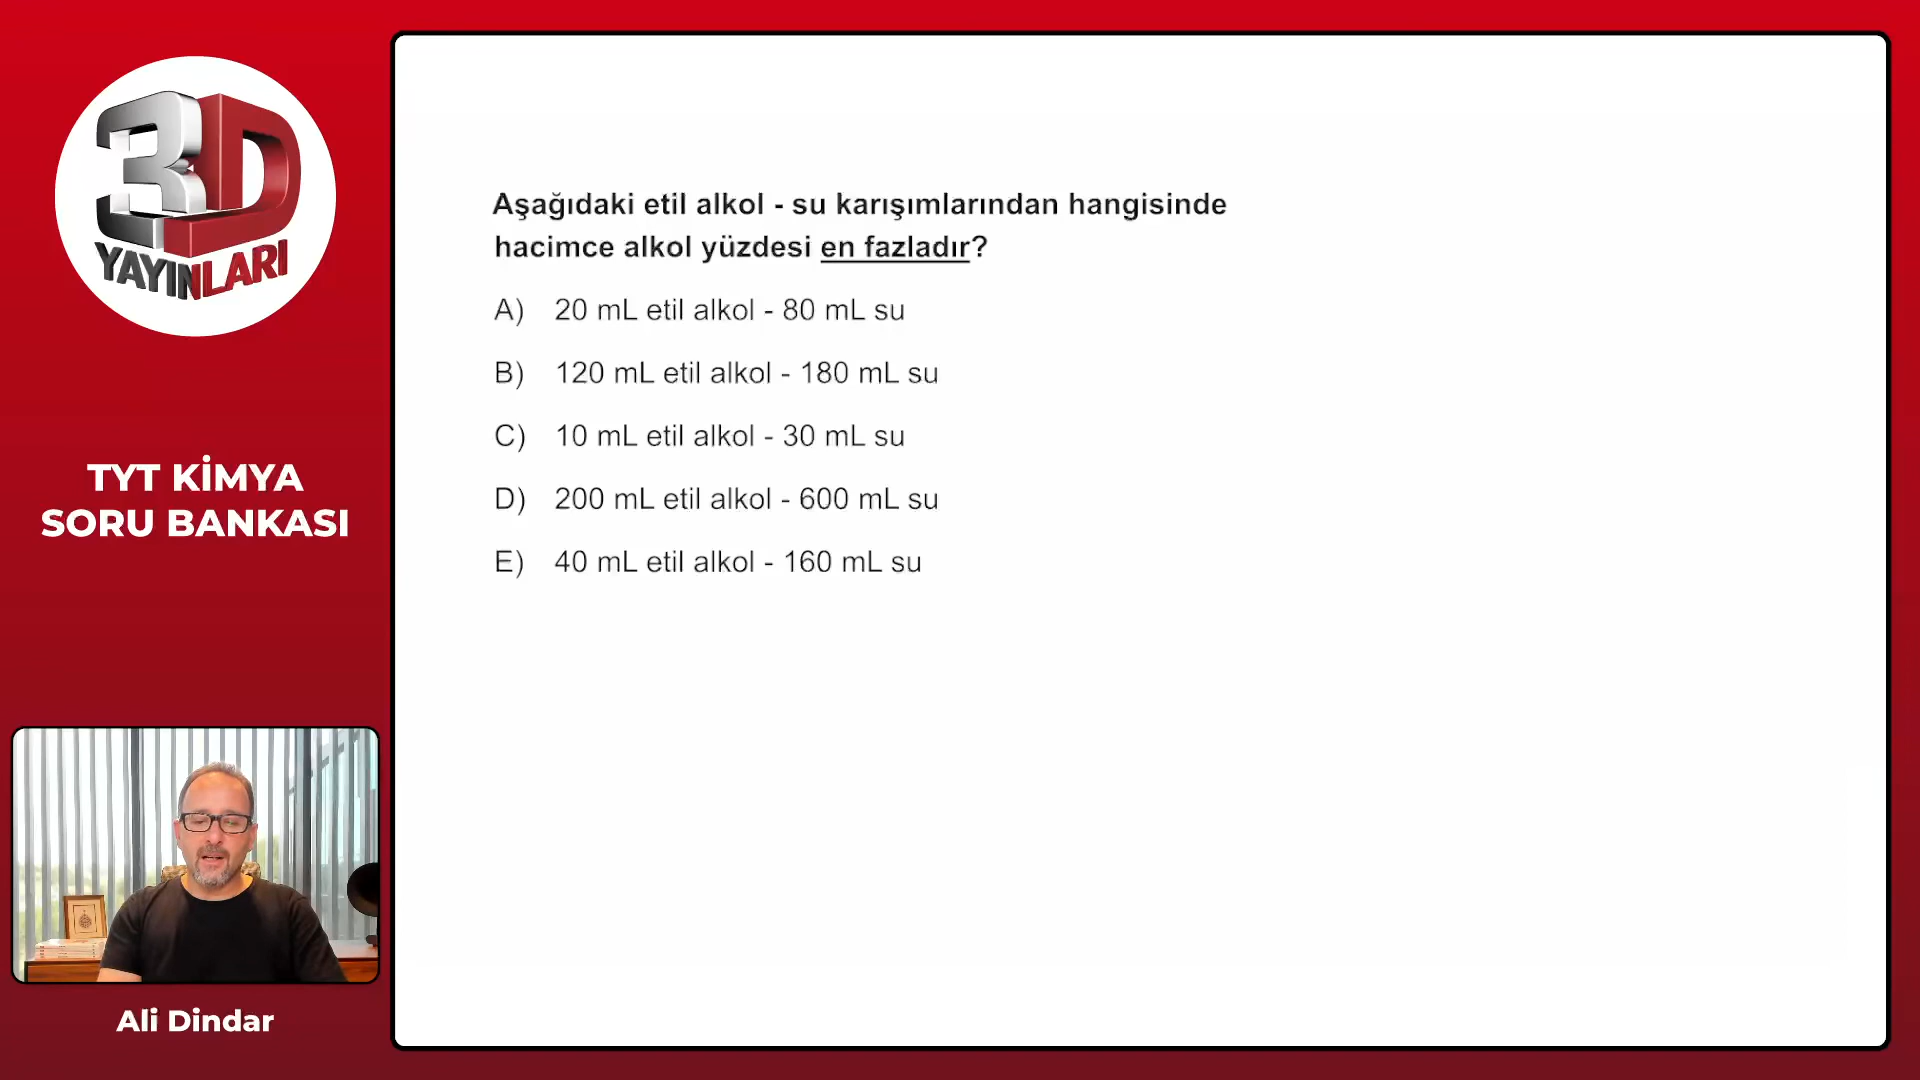 3D
YAYINLARI
TYT KİMYA
SORU BANKASI
Ali Dindar
Aşağıdaki etil alkol - su karışımlarından hangisinde
hacimce alkol yüzdesi en fazladır?
A) 20 mL etil alkol - 80 mL su
B) 120 mL etil alkol - 180 mL su
C) 10 mL etil alkol - 30 mL su
D) 200 mL etil alkol - 600 mL su
E) 40 mL etil alkol - 160 mL su